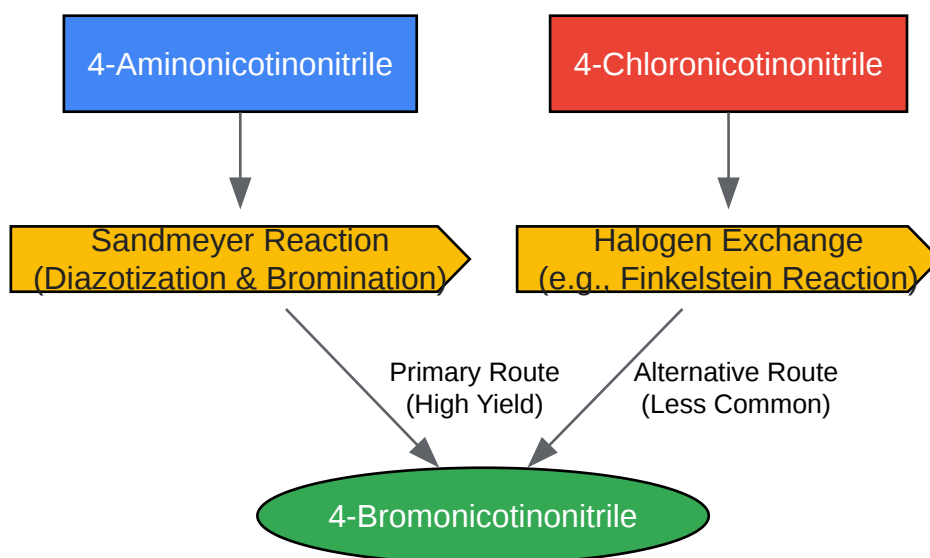 4-Aminonicotinonitrile
4-Chloronicotinonitrile
Sandmeyer Reaction
(Diazotization & Bromination)
Halogen Exchange
(e.g., Finkelstein Reaction)
Primary Route
(High Yield)
Alternative Route
(Less Common)
4-Bromonicotinonitrile